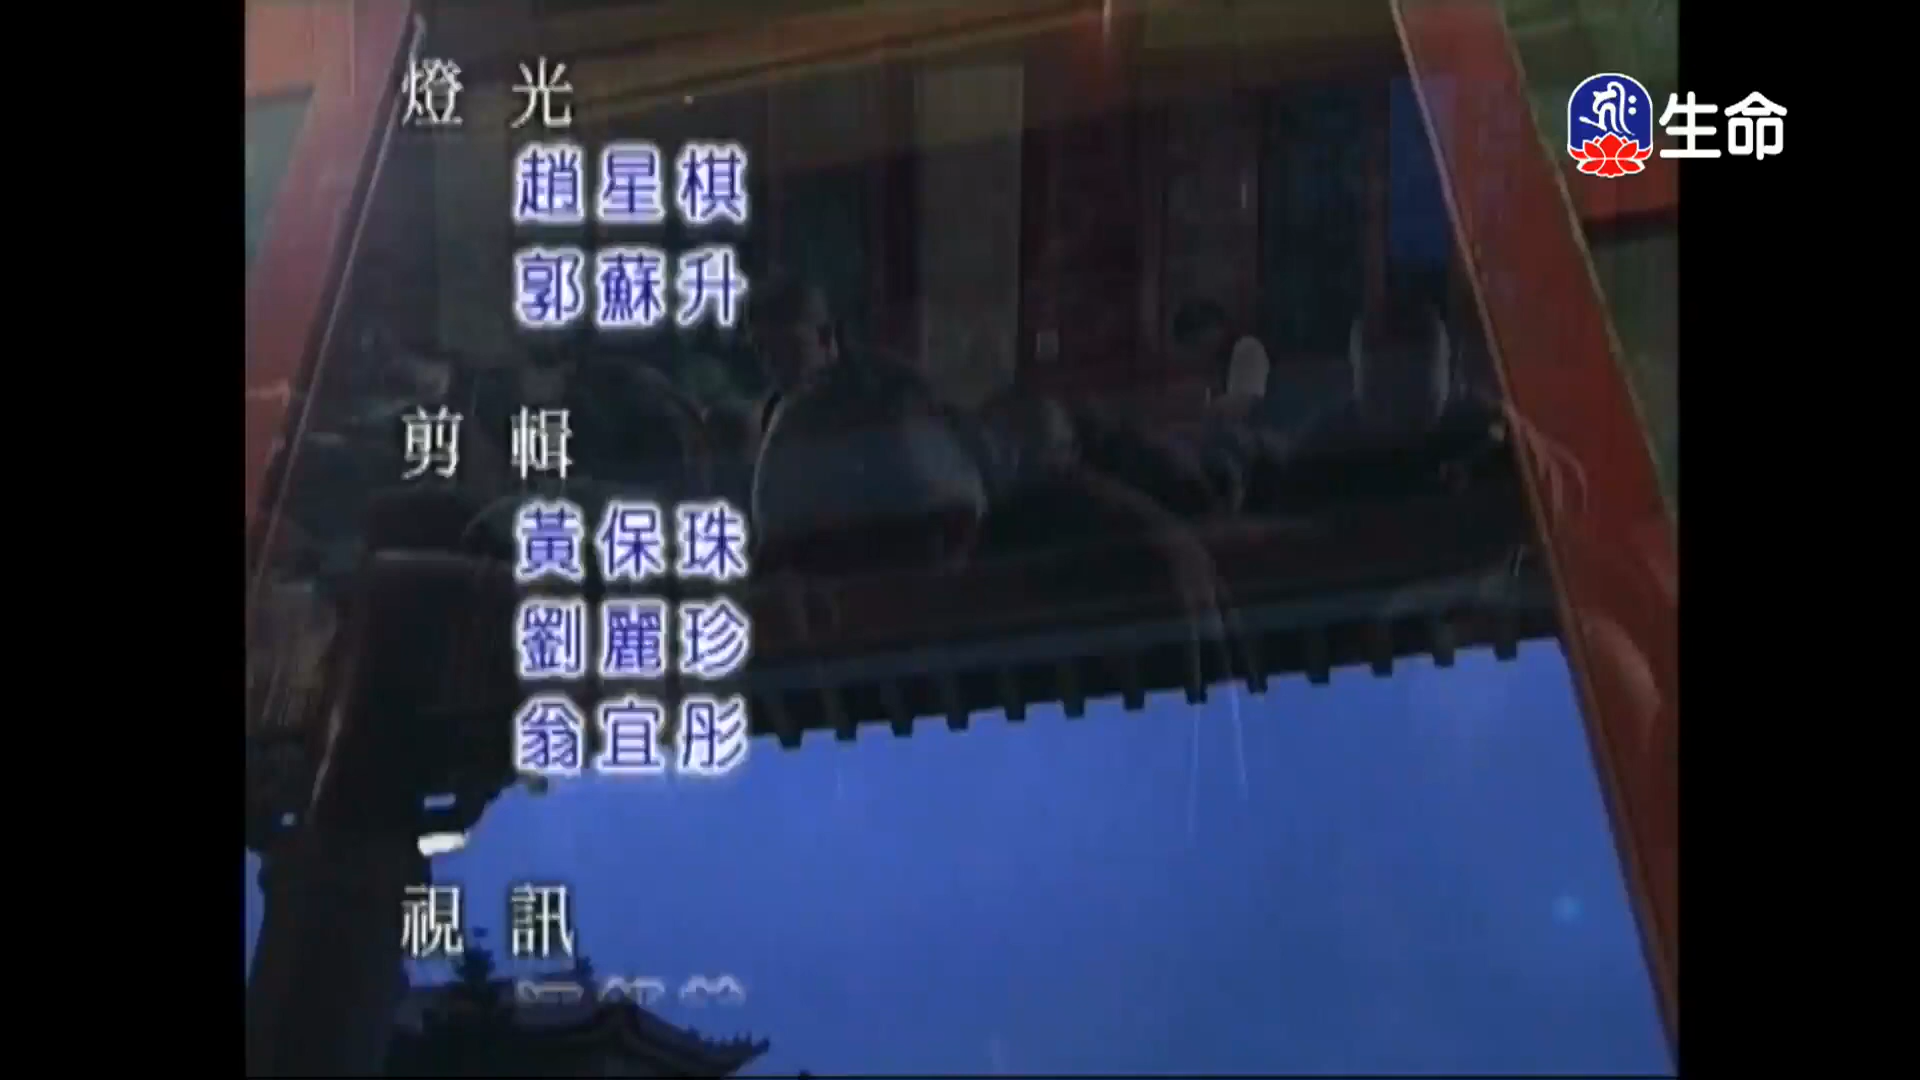 燈 光
趙星棋
郭蘇升
剪 輯
黃保珠
劉麗珍
翁宜彤
視 訊
生命